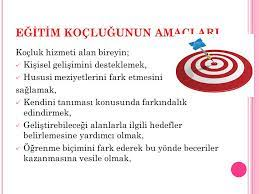 EĞİTİM KOÇLUĞUNUN AMAÇLARI
Koçluk hizmeti alan bireyin;
✓ Kişisel gelişimini desteklemek,
✓ Hususi meziyetlerini fark etmesini
sağlamak,
✓ Kendini tanıması konusunda farkındalık
edindirmek,
✓ Geliştirebileceği alanlarla ilgili hedefler
belirlemesine yardımcı olmak,
✓ Öğrenme biçimini fark ederek bu yönde beceriler
kazanmasına vesile olmak,